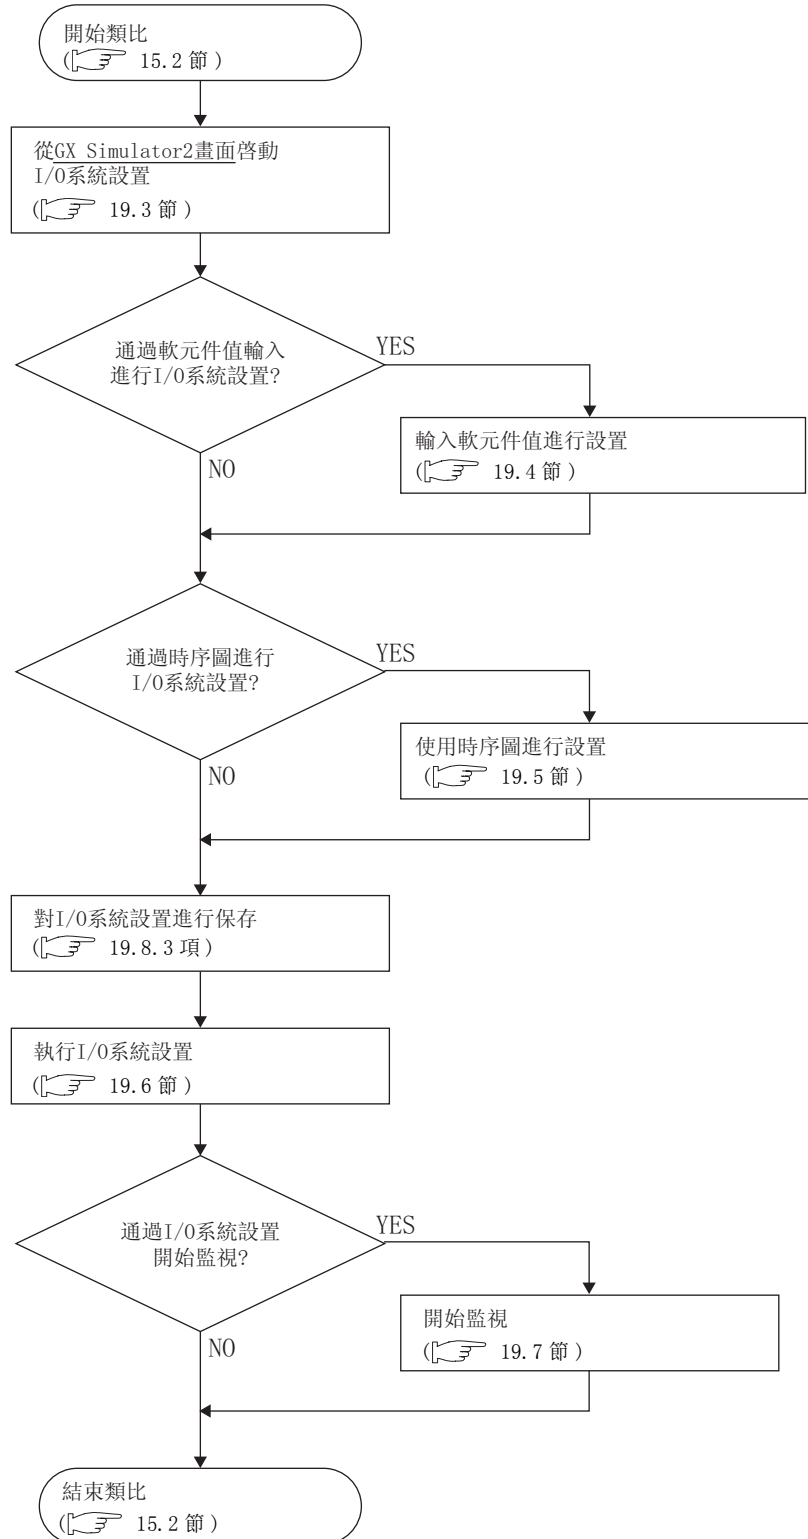 開始類比
(☞ 15.2 節 )
從GX Simulator2畫面啓動
I/O系統設置
(☞ 19.3 節 )
通過軟元件值輸入
進行I/O系統設置?
YES
輸入軟元件值進行設置
(☞ 19.4 節 )
NO
通過時序圖進行
I/O系統設置?
YES
使用時序圖進行設置
(☞ 19.5 節 )
NO
對I/O系統設置進行保存
(☞ 19.8.3 項 )
執行I/O系統設置
(☞ 19.6 節 )
通過I/O系統設置
開始監視?
YES
開始監視
(☞ 19.7 節 )
NO
結束類比
(☞ 15.2 節 )